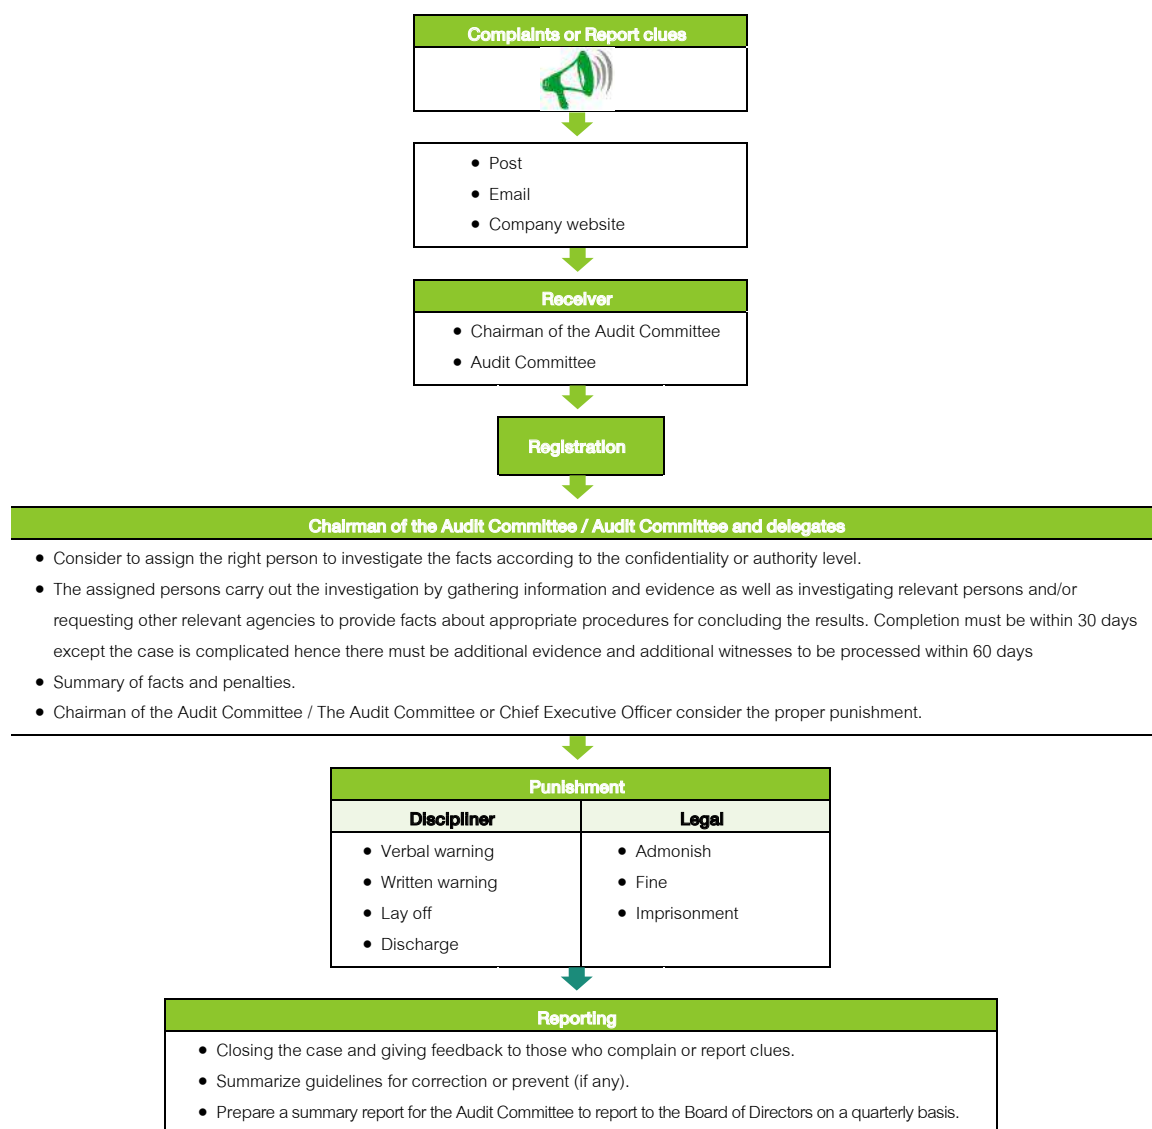 Complaints or Report clues
• Post
• Email
• Company website
Receiver
• Chairman of the Audit Committee
• Audit Committee
Registration
Chairman of the Audit Committee / Audit Committee and delegates
• Consider to assign the right person to investigate the facts according to the confidentiality or authority level.
• The assigned persons carry out the investigation by gathering information and evidence as well as investigating relevant persons and/or
requesting other relevant agencies to provide facts about appropriate procedures for concluding the results. Completion must be within 30 days
except the case is complicated hence there must be additional evidence and additional witnesses to be processed within 60 days
• Summary of facts and penalties.
• Chairman of the Audit Committee / The Audit Committee or Chief Executive Officer consider the proper punishment.
Punishment
Discipliner
• Verbal warning
• Written warning
• Lay off
• Discharge
Legal
• Admonish
• Fine
• Imprisonment
Reporting
• Closing the case and giving feedback to those who complain or report clues.
• Summarize guidelines for correction or prevent (if any).
• Prepare a summary report for the Audit Committee to report to the Board of Directors on a quarterly basis.